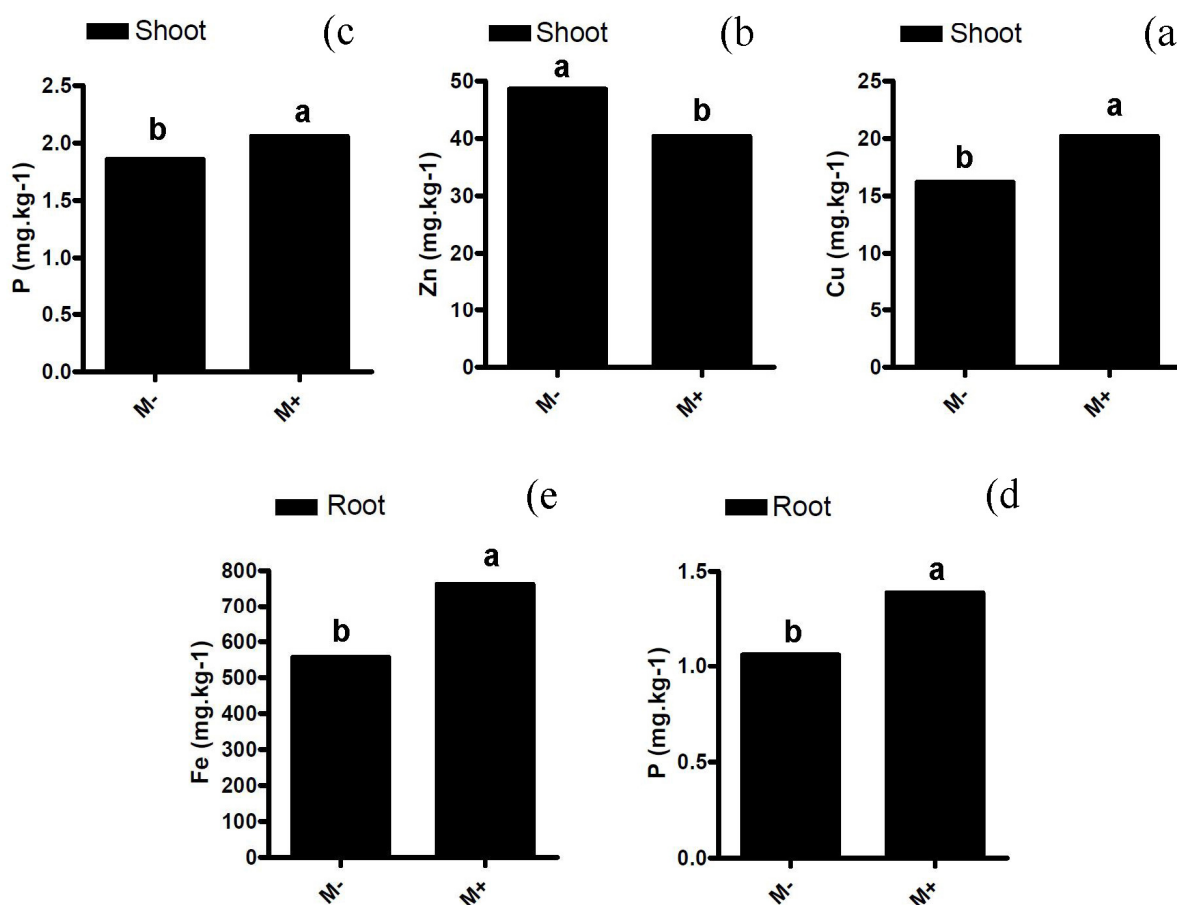 Shoot (c
P (mg.kg-1)
2.5
2.0
1.5
1.0
0.5
0.0
b
a
M-
M+
Shoot (b
Zn (mg.kg-1)
50
40
30
20
10
0
a
b
M-
M+
Shoot (a
Cu (mg.kg-1)
25
20
15
10
5
0
b
a
M-
M+
Root (e
Fe (mg.kg-1)
800
700
600
500
400
300
200
100
0
b
a
M-
M+
Root (d
P (mg.kg-1)
1.5
1.0
0.5
0.0
b
a
M-
M+